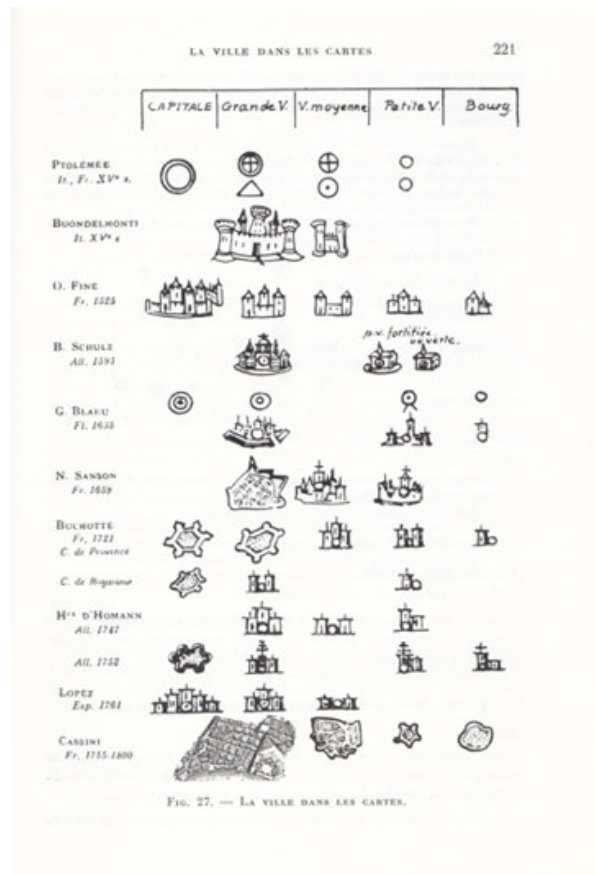 LA VILLE DANS LES CARTES 221
CAPITALE Grande V. V. moyenne Petite V. Bourg
PTOLÉMÉE
It., Fr. XVe s.
BUONDELMONTI
It. XVe s
O. FINE
Fr. 1525
p.v. fortifiée
ouverte.
B. SCHULZ
All. 1593
G. BLAEU
Fl. 1635
N. SANSON
Fr. 1659
BUCHOTTE
Fr. 1721
C. de Provence
C. de
Hrs D'HOMANN
All. 1747
All. 1752
LOPEZ
Esp. 1761
CASSINI
Fr. 1755-1800
FIG. 27. — LA VILLE DANS LES CARTES.